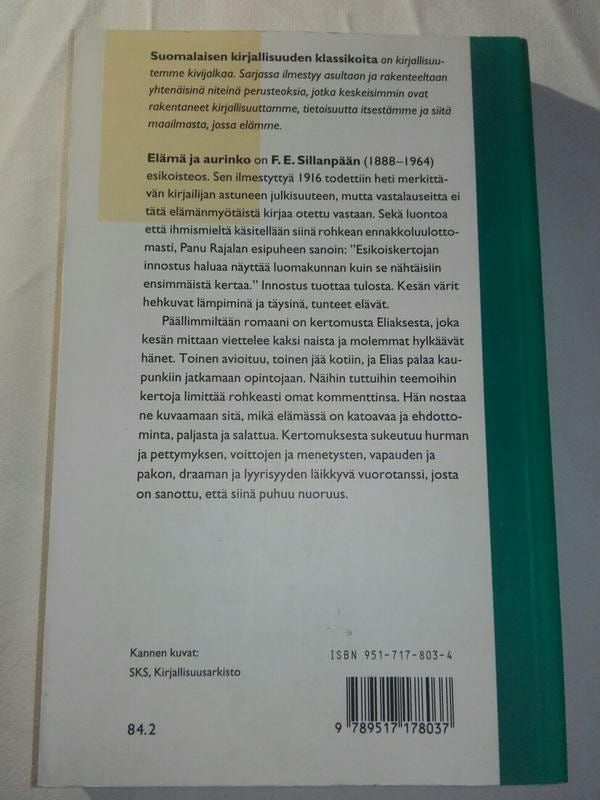 Suomalaisen kirjallisuuden klassikoita on kirjallisuu-
temme kivijalkaa. Sarjassa ilmestyy asultaan ja rakenteeltaan
yhtenäisinä niteinä perusteoksia, jotka keskeisimmin ovat
rakentaneet kirjallisuuttamme, tietoisuutta itsestämme ja siitä
maailmasta, jossa elämme.
Elämä ja aurinko on F. E. Sillanpään (1888–1964)
esikoisteos. Sen ilmestyttyä 1916 todettiin heti merkittä-
vän kirjailijan astuneen julkisuuteen, mutta vastalauseitta ei
tätä elämänmyötäistä kirjaa otettu vastaan. Sekä luontoa
että ihmismieltä käsitellään siinä rohkean ennakkoluulotto-
masti, Panu Rajalan esipuheen sanoin: "Esikoiskertojan
innostus haluaa näyttää luomakunnan kuin se nähtäisiin
ensimmäistä kertaa." Innostus tuottaa tulosta. Kesän värit
hehkuvat lämpiminä ja täysinä, tunteet elävät.
Päällimmiltään romaani on kertomusta Eliaksesta, joka
kesän mittaan viettelee kaksi naista ja molemmat hylkäävät
hänet. Toinen avioituu, toinen jää kotiin, ja Elias palaa kau-
punkiin jatkamaan opintojaan. Näihin tuttuihin teemoihin
kertoja limittää rohkeasti omat kommenttinsa. Hän nostaa
ne kuvaamaan sitä, mikä elämässä on katoavaa ja ehdotto-
minta, paljasta ja salattua. Kertomuksesta sukeutuu hurman
ja pettymyksen, voittojen ja menetysten, vapauden ja
pakon, draaman ja lyyrisyyden läikkyvä vuorotanssi, josta
on sanottu, että siinä puhuu nuoruus.
Kannen kuvat:
SKS, Kirjallisuusarkisto
84.2
ISBN 951-717-803-4
9 789517 178037